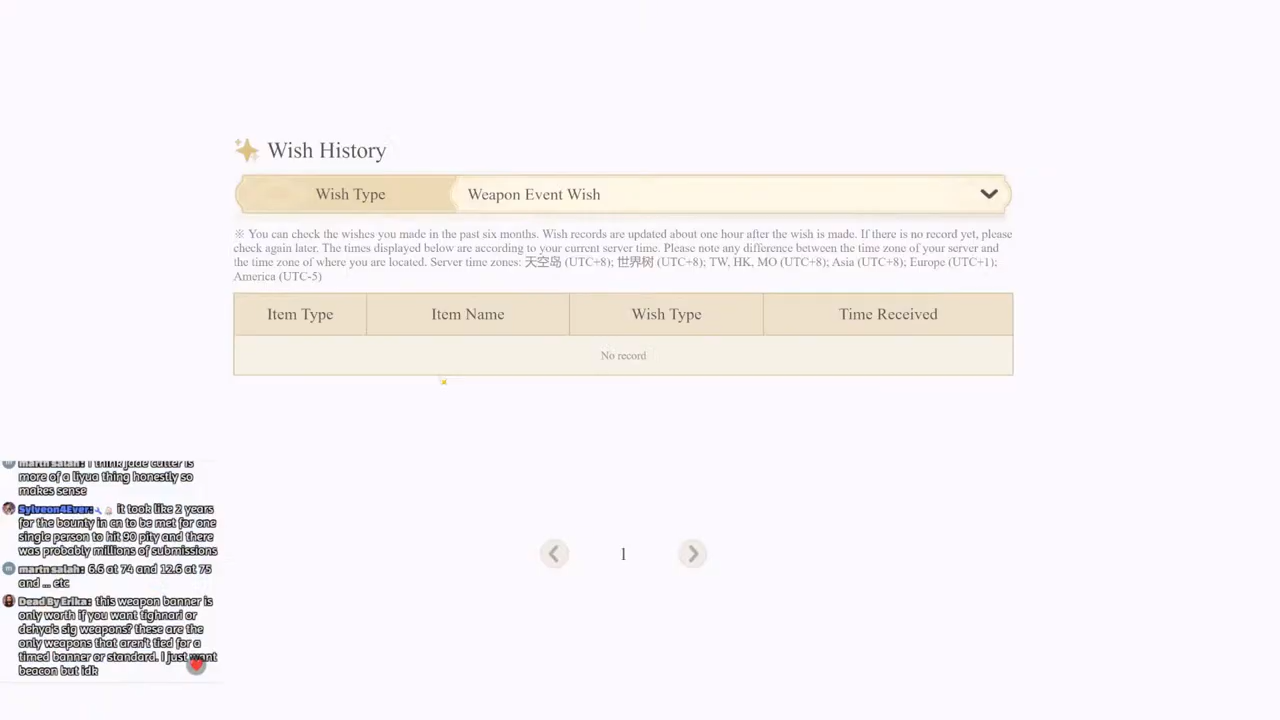 Wish History
Wish Type
Weapon Event Wish
※ You can check the wishes you made in the past six months. Wish records are updated about one hour after the wish is made. If there is no record yet, please
check again later. The times displayed below are according to your current server time. Please note any difference between the time zone of your server and
the time zone of where you are located. Server time zones: 天空岛 (UTC+8); 世界树 (UTC+8); TW, HK, MO (UTC+8); Asia (UTC+8); Europe (UTC+1);
America (UTC-5)
Item Type Item Name Wish Type Time Received
No record
1
martn salah: I think jade cutter is
more of a liyua thing honestly so
makes sense
Sylveon4Ever: it took like 2 years
for the bounty in cn to be met for one
single person to hit 90 pity and there
was probably millions of submissions
martn salah: 6.6 at 74 and 12.6 at 75
and ... etc
Dead By Erika: this weapon banner is
only worth if you want tighnari or
dehya's sig weapons? these are the
only weapons that aren't tied for a
timed banner or standard. I just want
beacon but idk